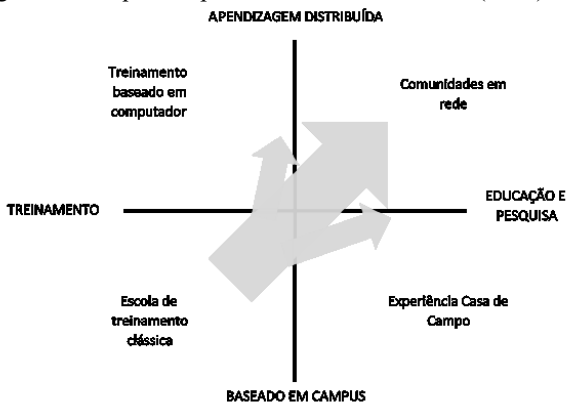 APENDIZAGEM DISTRIBUÍDA
Treinamento
baseado em
computador
Comunidades em
rede
TREINAMENTO
EDUCAÇÃO E
PESQUISA
Escola de
treinamento
clássica
Experiência Casa de
Campo
BASEADO EM CAMPUS